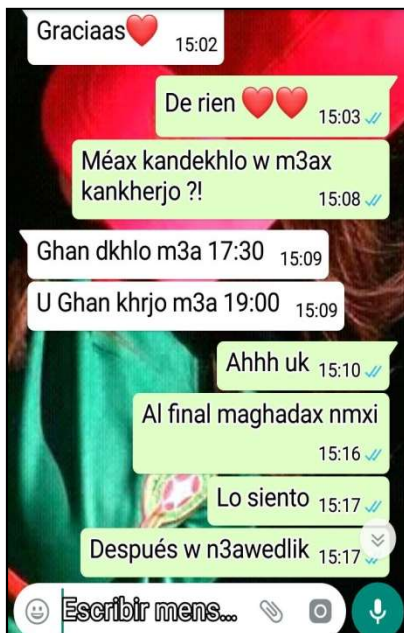 Graciaas❤️ 15:02
De rien ❤️❤️
15:03
Méax kandekhlo w m3ax
kankherjo ?! 15:08
Ghan dkhlo m3a 17:30 15:09
U Ghan khrjo m3a 19:00 15:09
Ahhh uk 15:10
Al final maghadax nmxi
15:16
Lo siento 15:17
Después w n3awedlik 15:17
Escribir mens...